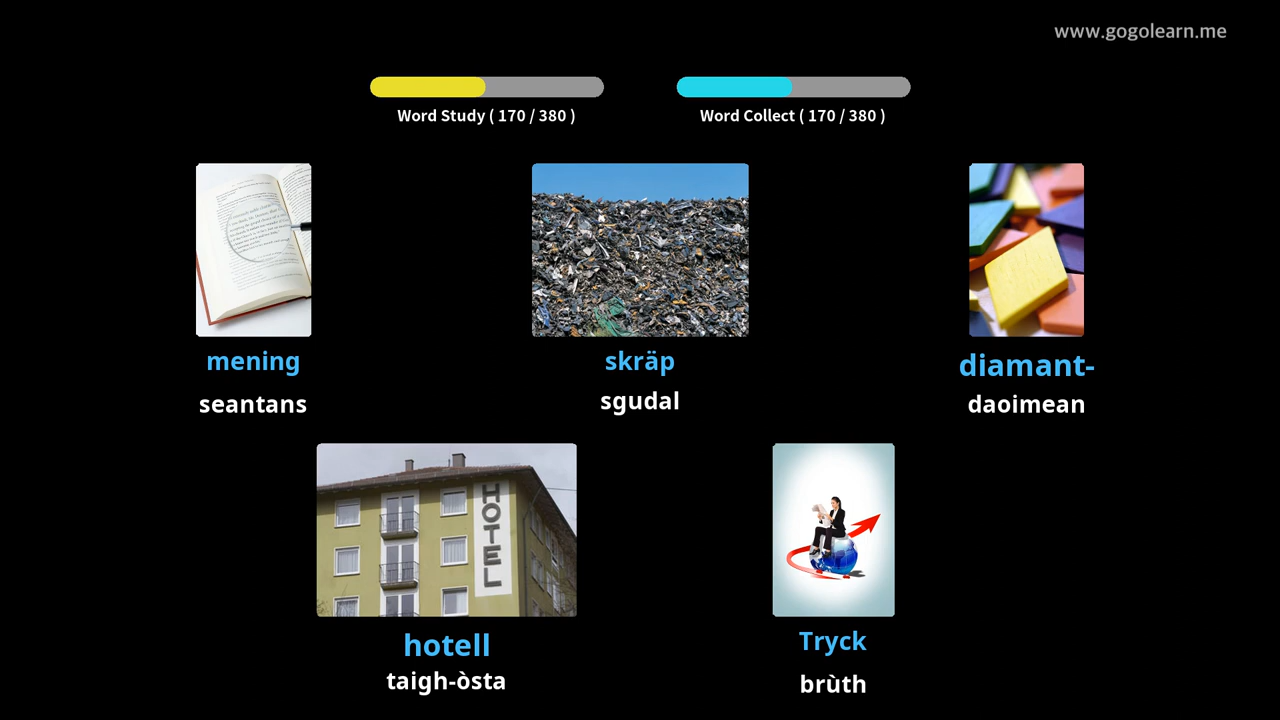 www.gogolearn.me
Word Study ( 170 / 380 )
Word Collect ( 170 / 380 )
mening
seantans
skräp
sgudal
diamant-
daoimean
HOTEL
hotell
taigh-òsta
Tryck
brùth